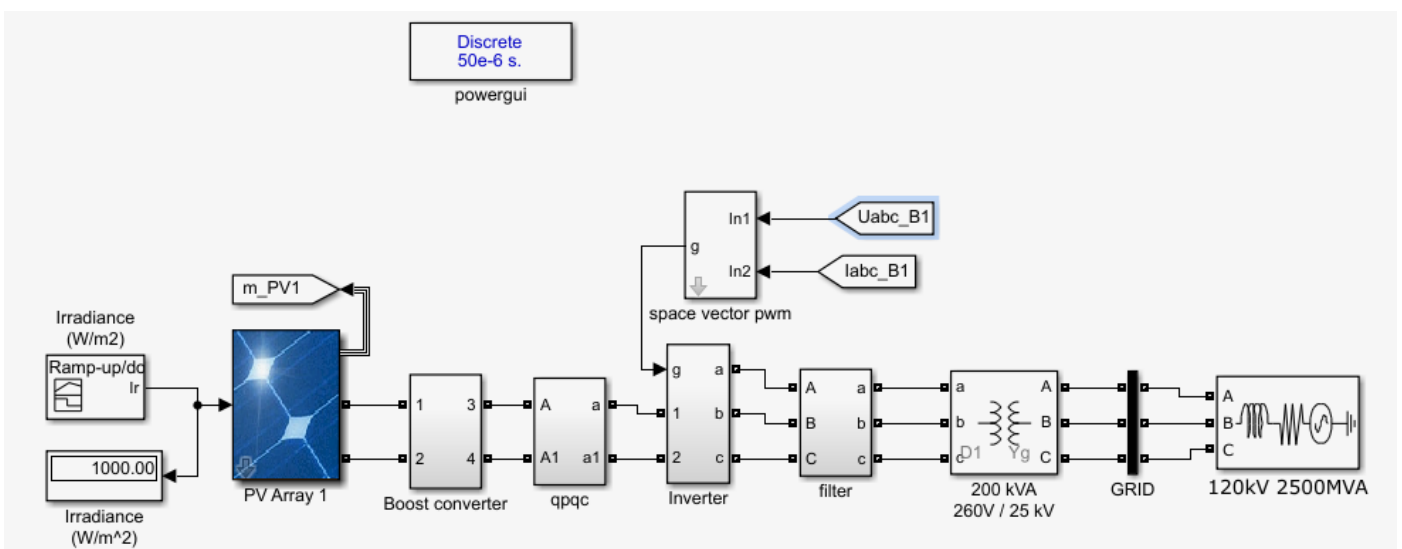 Discrete
50e-6 s.
powergui
In1
Uabc_B1
g
In2
Iabc_B1
space vector pwm
m_PV1
Irradiance
(W/m2)
Ramp-up/do
Ir
1000.00
Irradiance
(W/m^2)
PV Array 1
1 3
2 4
Boost converter
A a
A1 a1
qpqc
g a
1 b
2 c
Inverter
A a
B b
C c
filter
a A
b B
c C
D1 Yg
200 kVA
260V / 25 kV
GRID
A
B
C
120kV 2500MVA